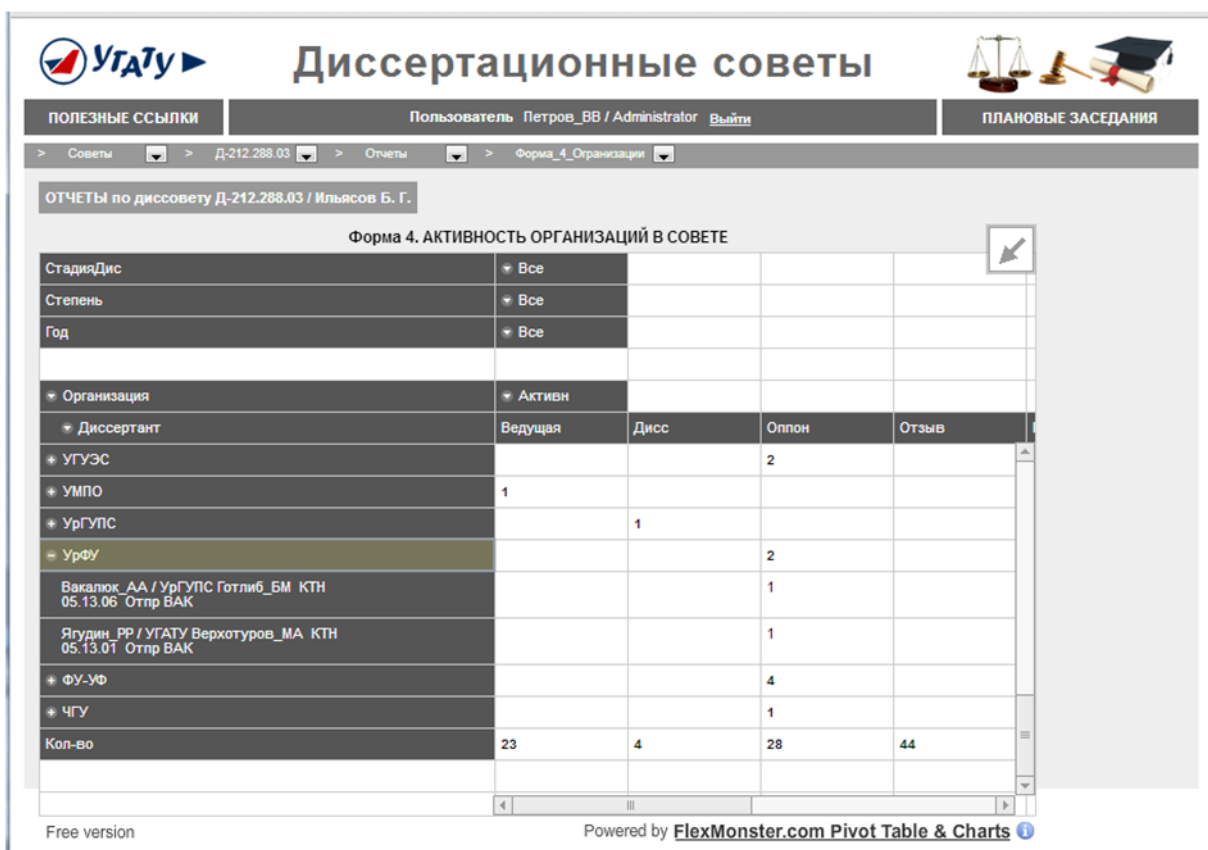 УГАТУ
Диссертационные советы
ПОЛЕЗНЫЕ ССЫЛКИ Пользователь Петров_ВВ / Administrator Выйти ПЛАНОВЫЕ ЗАСЕДАНИЯ
> Советы > Д-212.288.03 > Отчеты > Форма_4_Огранизации
ОТЧЕТЫ по диссовету Д-212.288.03 / Ильясов Б. Г.
Форма 4. АКТИВНОСТЬ ОРГАНИЗАЦИЙ В СОВЕТЕ
СтадияДис Все
Степень Все
Год Все
Организация Активн
Диссертант Ведущая Дисс Оппон Отзыв
УГУЭС 2
УМПО 1
УрГУПС 1
УрФУ 2
Вакалюк_АА / УрГУПС Готлиб_БМ КТН 1
05.13.06 Отпр ВАК
Ягудин_РР / УГАТУ Верхотуров_МА КТН 1
05.13.01 Отпр ВАК
ФУ-УФ 4
ЧГУ 1
Кол-во 23 4 28 44
Free version Powered by FlexMonster.com Pivot Table & Charts